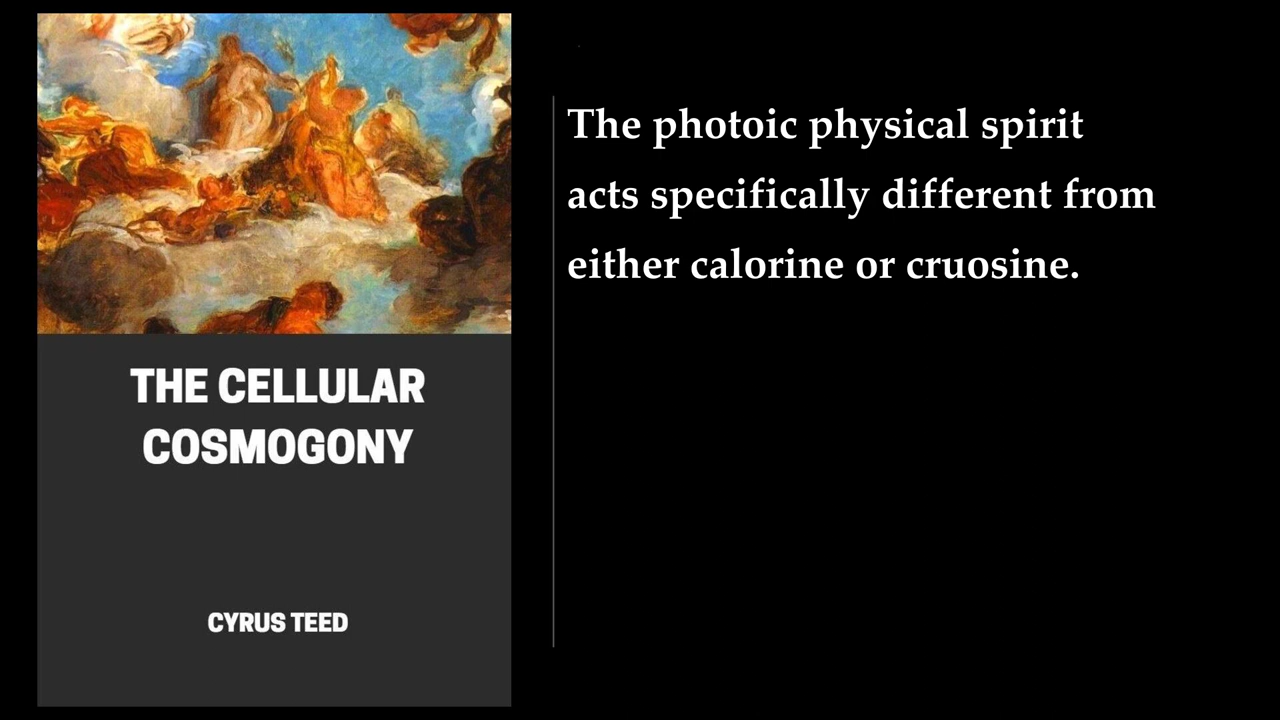 THE CELLULAR
COSMOGONY
CYRUS TEED
The photoic physical spirit
acts specifically different from
either calorine or cruosine.